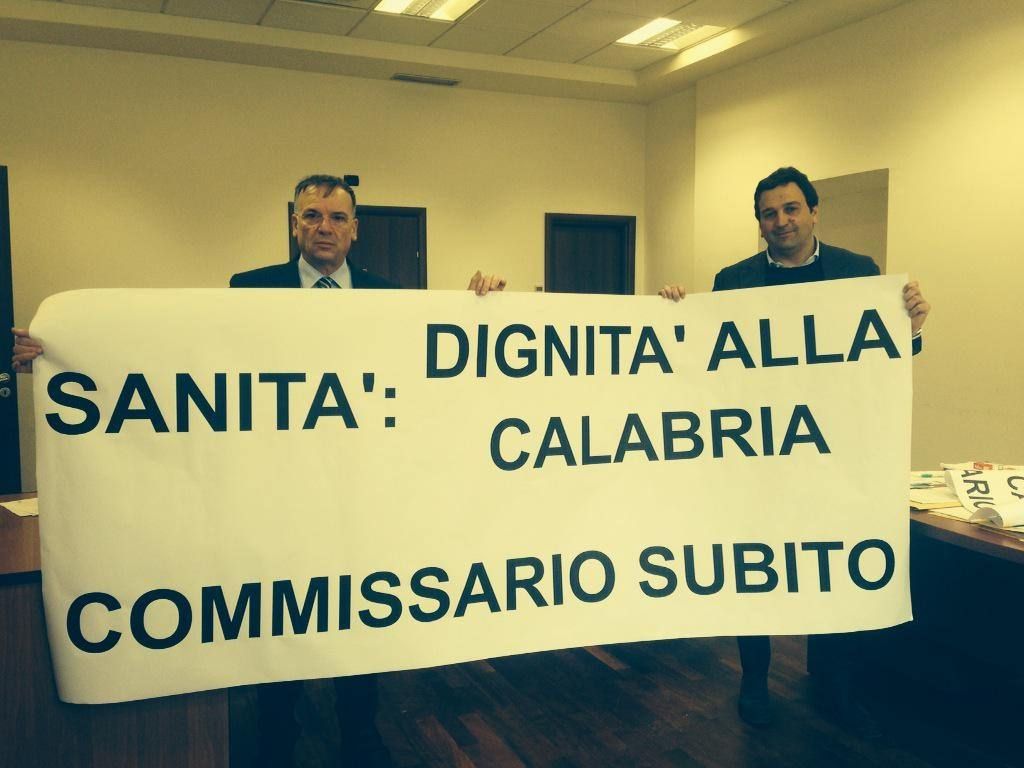 SANITA': DIGNITA' ALLA
CALABRIA
COMMISSARIO SUBITO